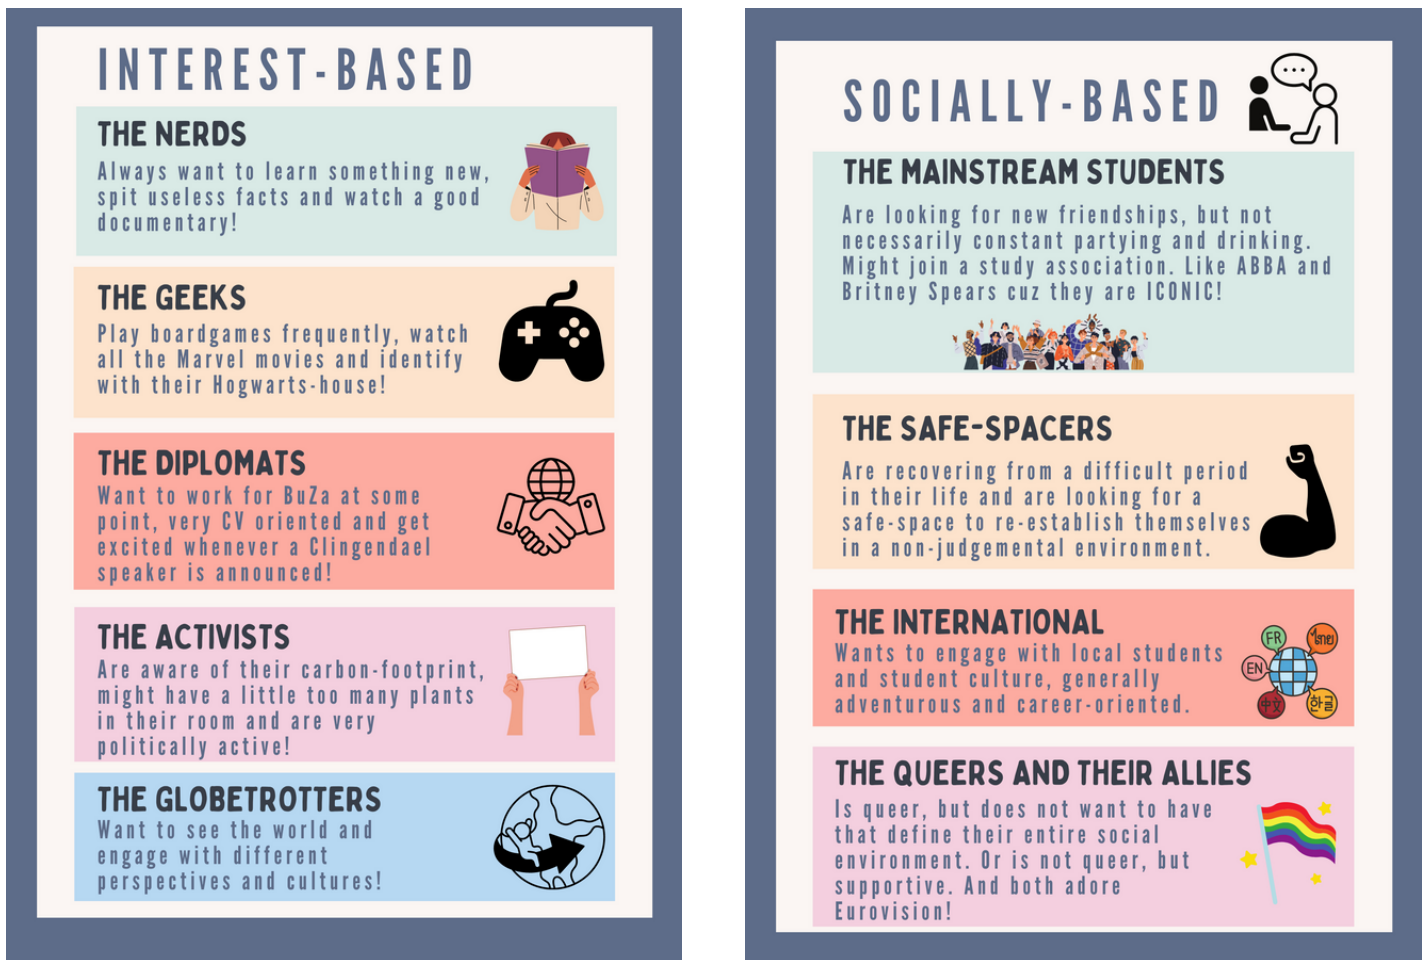 INTEREST-BASED
THE NERDS
Always want to learn something new,
spit useless facts and watch a good
documentary!
THE GEEKS
Play boardgames frequently, watch
all the Marvel movies and identify
with their Hogwarts-house!
THE DIPLOMATS
Want to work for BuZa at some
point, very CV oriented and get
excited whenever a Clingendael
speaker is announced!
THE ACTIVISTS
Are aware of their carbon-footprint,
might have a little too many plants
in their room and are very
politically active!
THE GLOBETROTTERS
Want to see the world and
engage with different
perspectives and cultures!
SOCIALLY-BASED
THE MAINSTREAM STUDENTS
Are looking for new friendships, but not
necessarily constant partying and drinking.
Might join a study association. Like ABBA and
Britney Spears cuz they are ICONIC!
THE SAFE-SPACERS
Are recovering from a difficult period
in their life and are looking for a
safe-space to re-establish themselves
in a non-judgemental environment.
THE INTERNATIONAL
Wants to engage with local students
and student culture, generally
adventurous and career-oriented.
FR
ไทย
EN
中文
한글
THE QUEERS AND THEIR ALLIES
Is queer, but does not want to have
that define their entire social
environment. Or is not queer, but
supportive. And both adore
Eurovision!